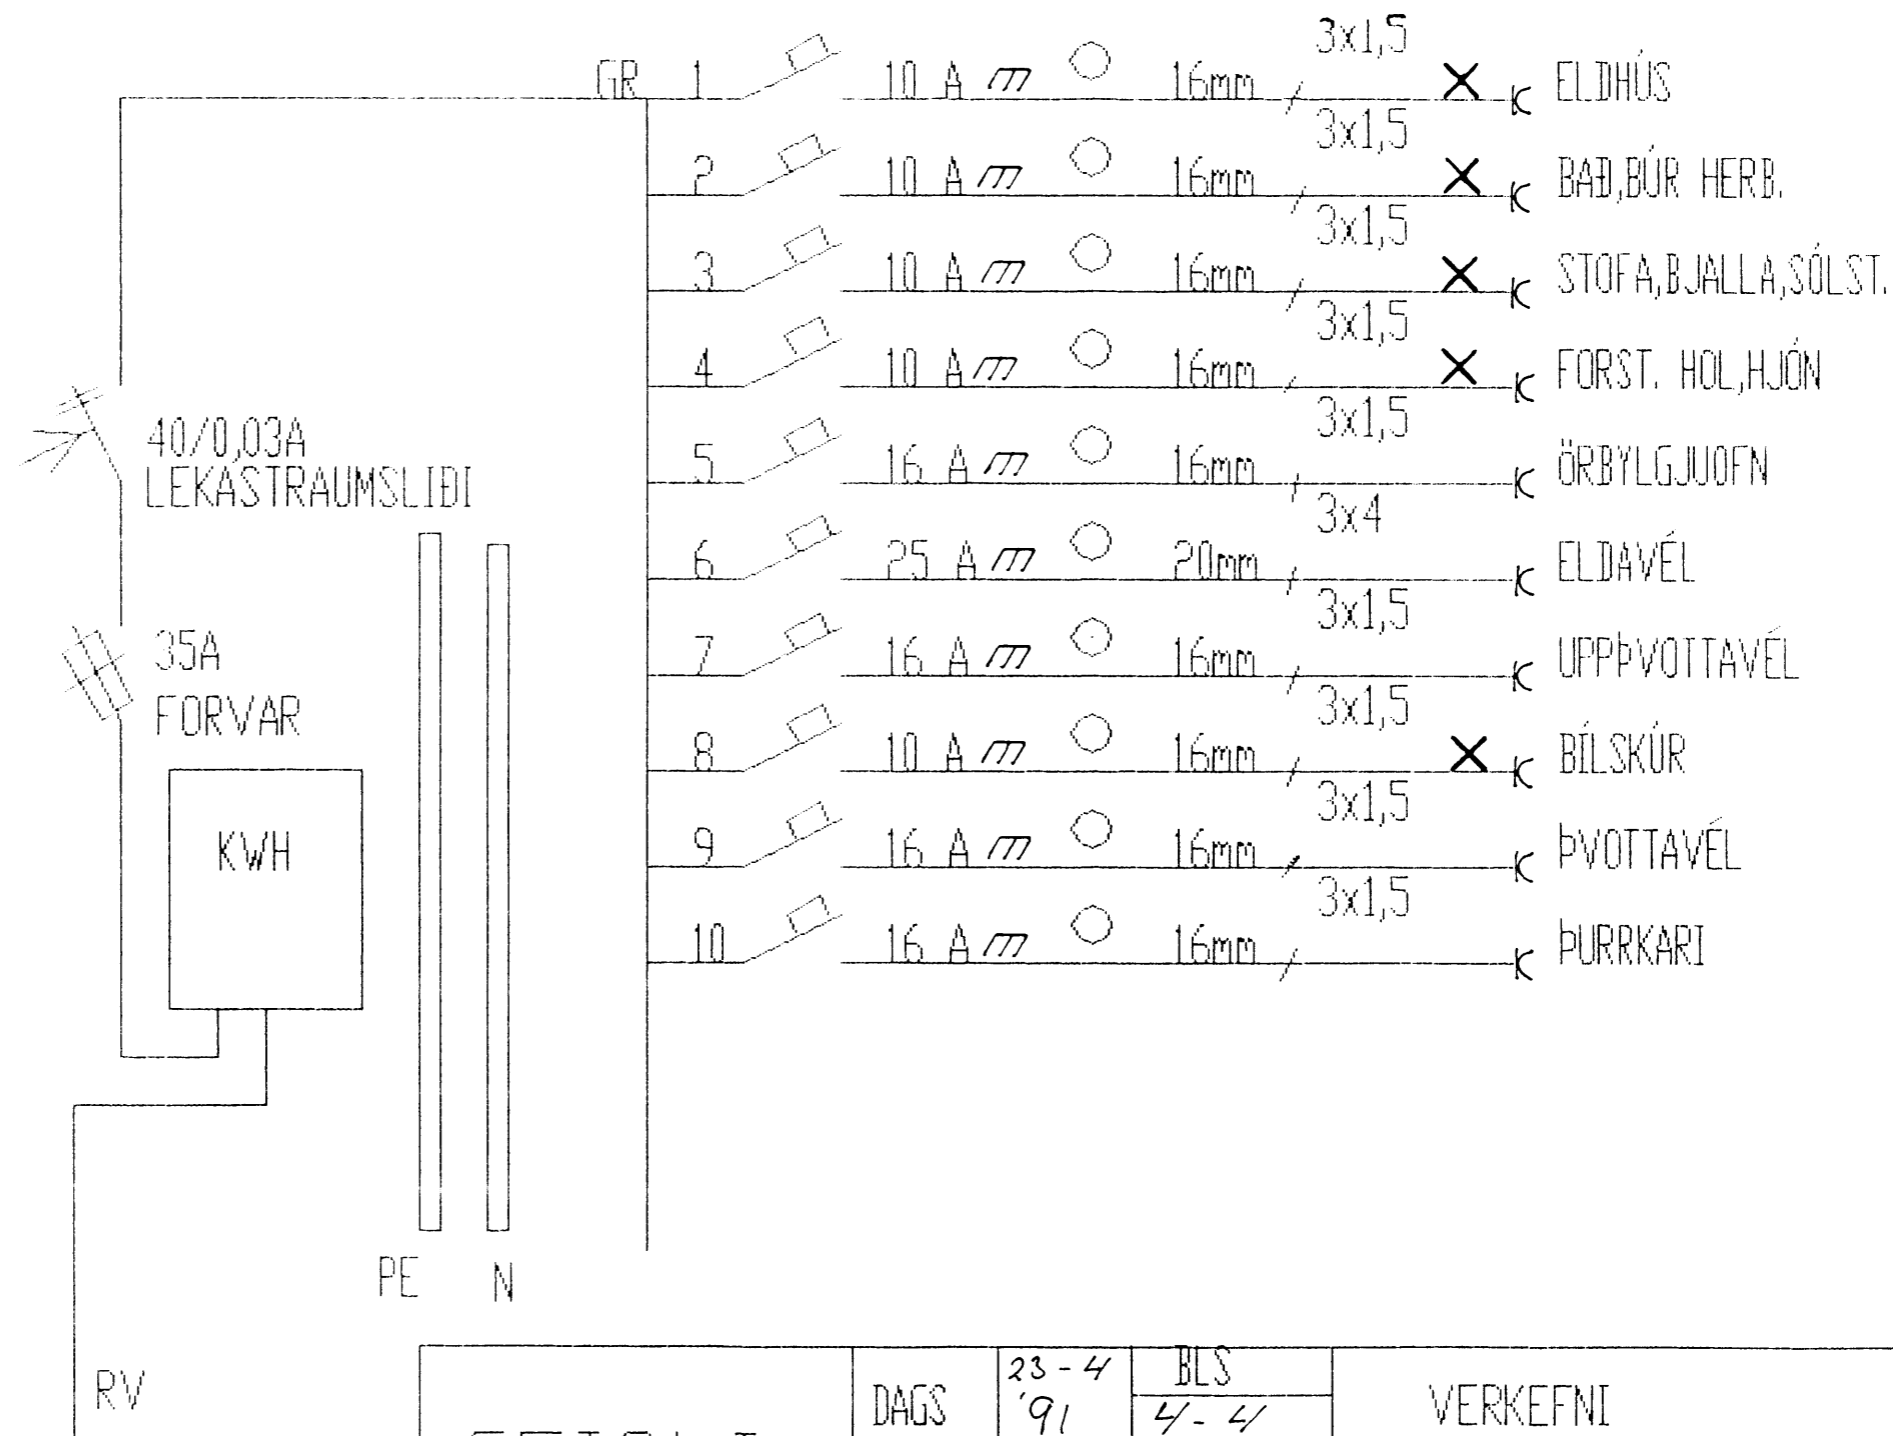 3x1,5
GR 1 10 A 16mm ELDHÚS
3x1,5
2 10 A 16mm BAÐ,BÚR HERB.
3x1,5
3 10 A 16mm STOFA,BJALLA,SÓLST.
3x1,5
4 10 A 16mm FORST. HOL,HJÓN
3x1,5
5 16 A 16mm ÖRBYLGJUOFN
3x4
6 25 A 20mm ELDAVÉL
3x1,5
7 16 A 16mm UPPÞVOTTAVÉL
3x1,5
8 10 A 16mm BÍLSKÚR
3x1,5
9 16 A 16mm ÞVOTTAVÉL
3x1,5
10 16 A 16mm ÞURRKARI
40/0,03A
LEKASTRAUMSLIÐI
35A
FORVAR
KWH
PE N
RV
DAGS 23-4 '91
BLS 4-4
VERKEFNI